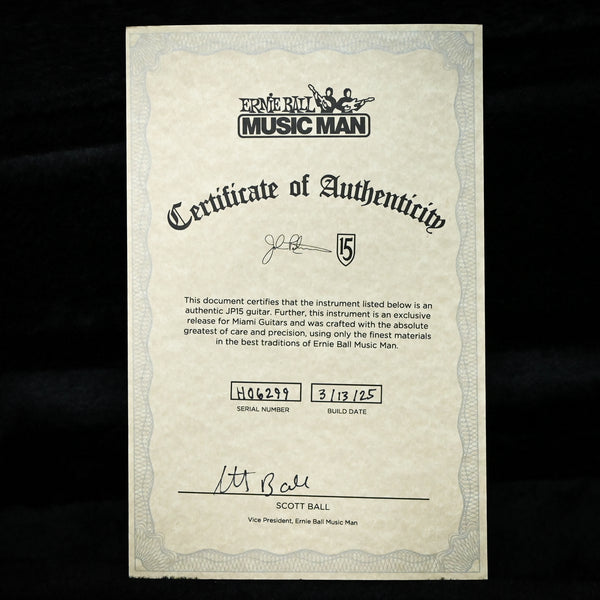 ERNIE BALL
MUSIC MAN
Certificate of Authenticity
15
This document certifies that the instrument listed below is an
authentic JP15 guitar. Further, this instrument is an exclusive
release for Miami Guitars and was crafted with the absolute
greatest of care and precision, using only the finest materials
in the best traditions of Ernie Ball Music Man.
H06299 3/13/25
SERIAL NUMBER BUILD DATE
Scott Ball
SCOTT BALL
Vice President, Ernie Ball Music Man